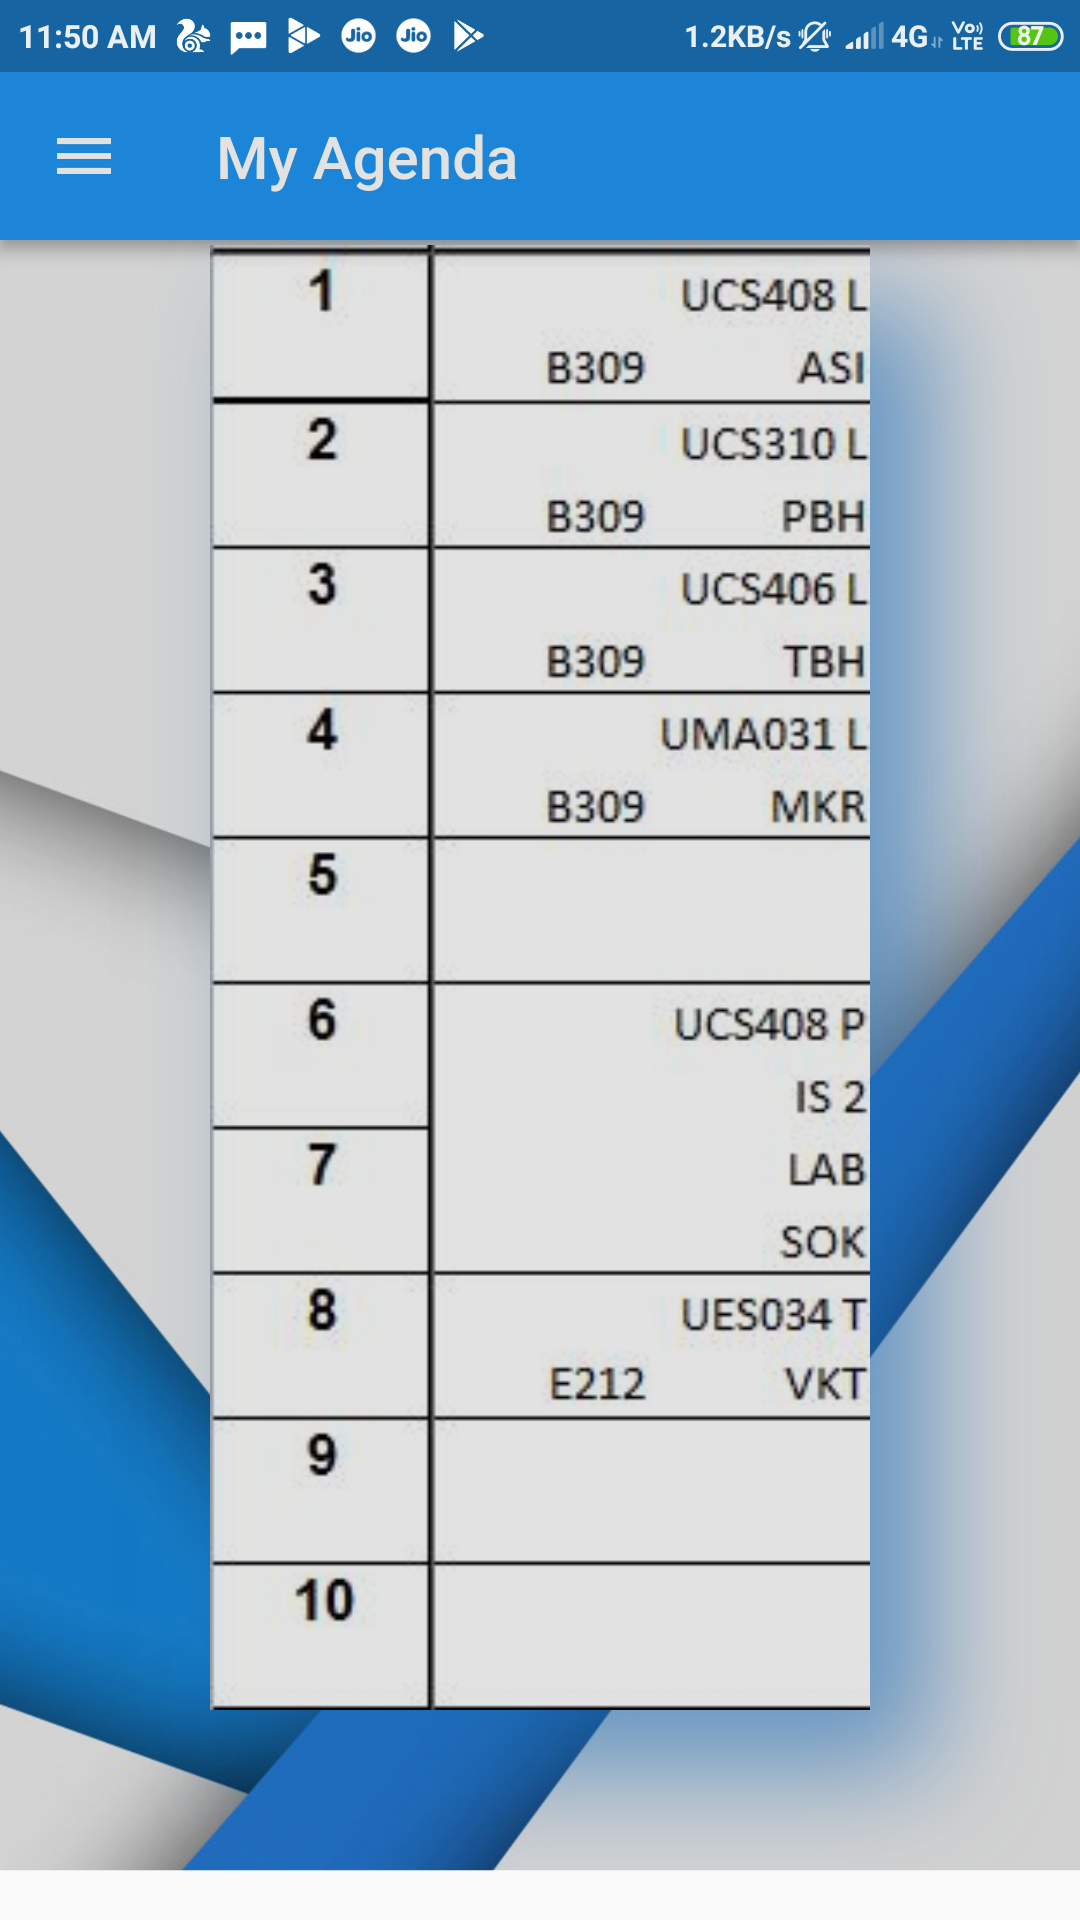 11:50 AM Jio Jio 1.2KB/s 4G VoLTE 87
My Agenda
1 UCS408 L
B309 ASI
2 UCS310 L
B309 PBH
3 UCS406 L
B309 TBH
4 UMA031 L
B309 MKR
5
6 UCS408 P
IS 2
7 LAB
SOK
8 UES034 T
E212 VKT
9
10